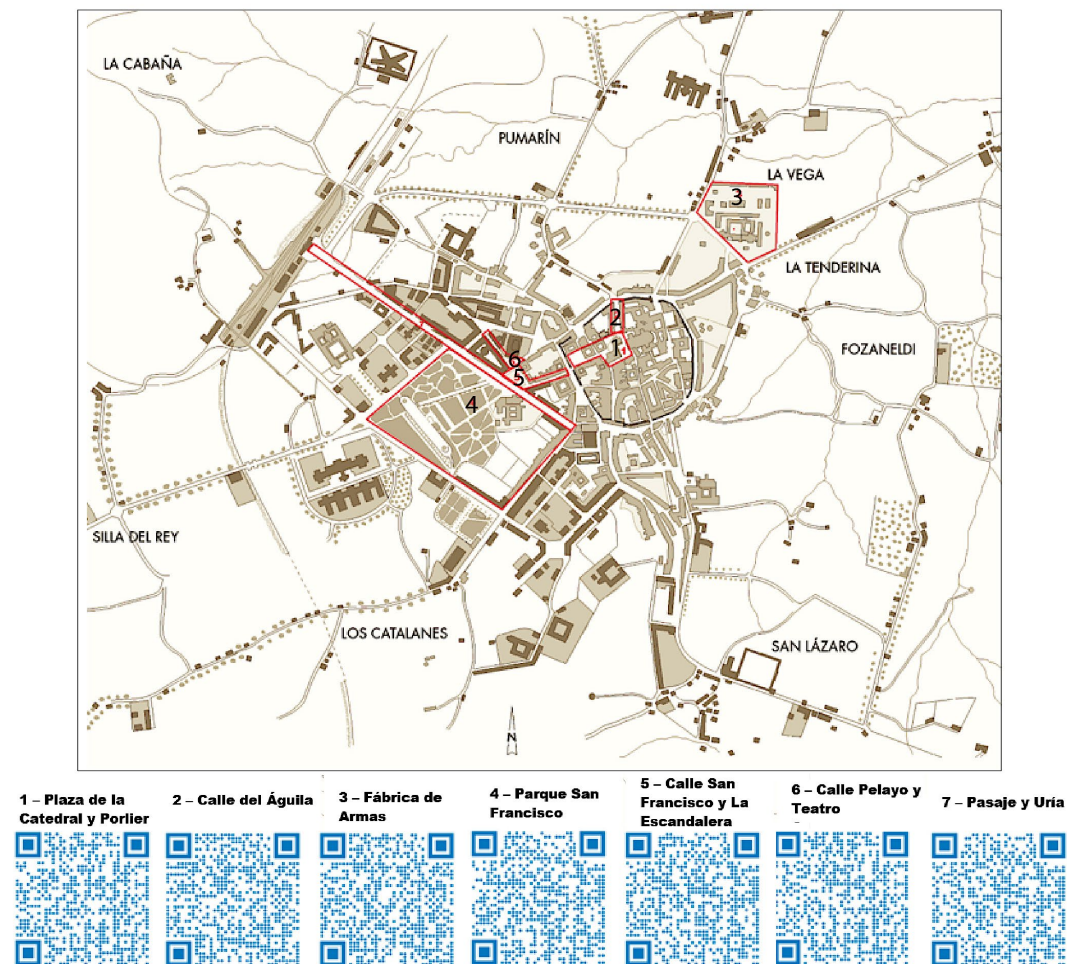 LA CABAÑA
PUMARÍN
LA VEGA
3
LA TENDERINA
2
1
FOZANELDI
6
5
4
SILLA DEL REY
LOS CATALANES
SAN LÁZARO
N
1 – Plaza de la
Catedral y Porlier
2 – Calle del Águila
3 – Fábrica de
Armas
4 – Parque San
Francisco
5 – Calle San
Francisco y La
Escandalera
6 – Calle Pelayo y
Teatro
7 – Pasaje y Uría